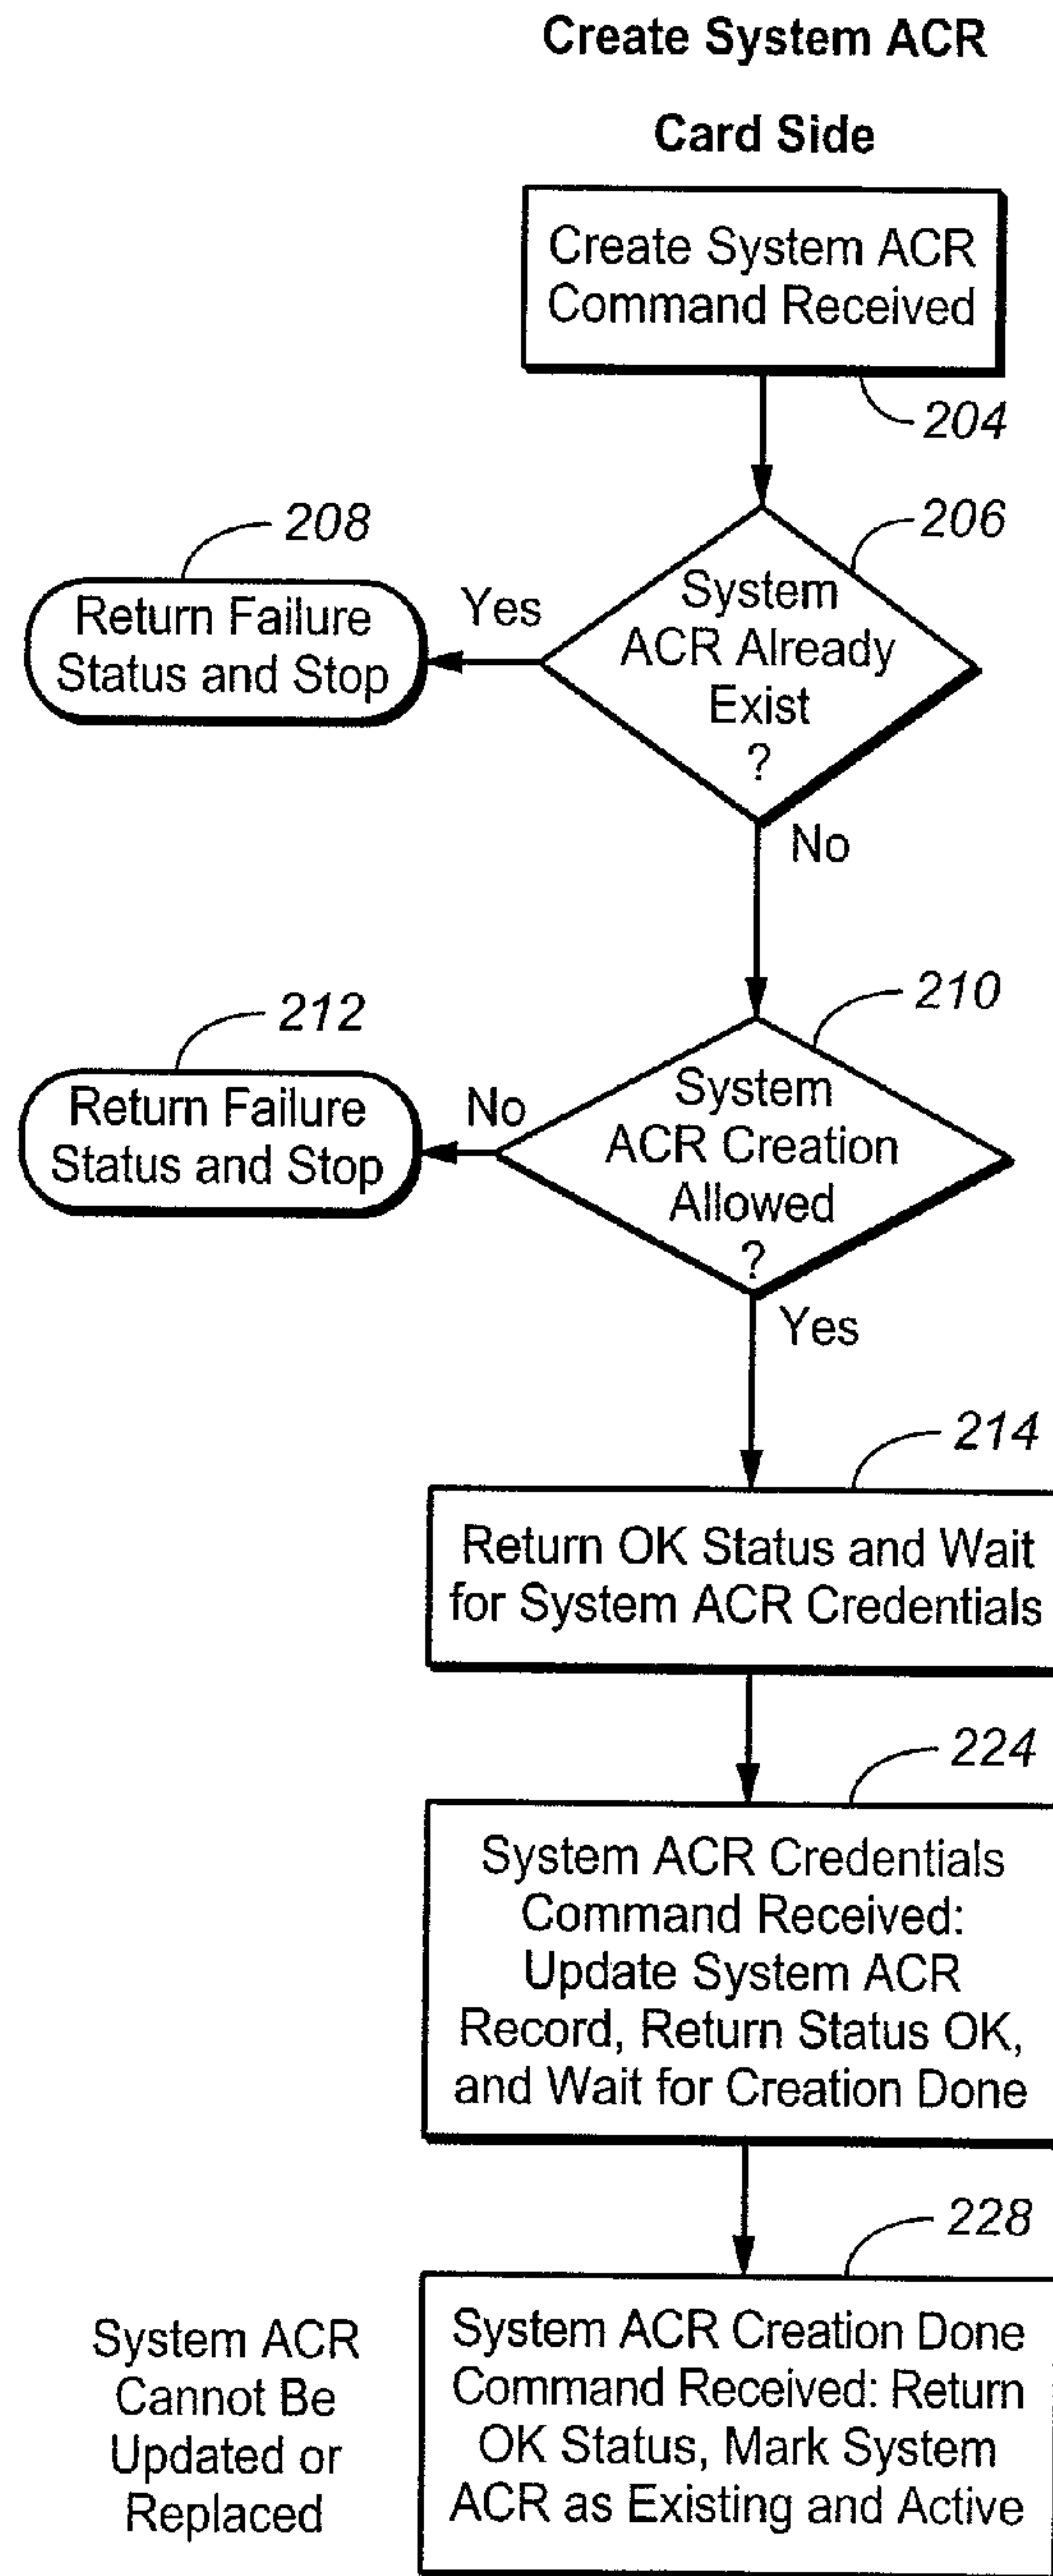 Create System ACR
Card Side
Create System ACR
Command Received
204
206
208
System
ACR Already
Exist
?
Yes
Return Failure
Status and Stop
No
210
212
System
ACR Creation
Allowed
?
No
Return Failure
Status and Stop
Yes
214
Return OK Status and Wait
for System ACR Credentials
224
System ACR Credentials
Command Received:
Update System ACR
Record, Return Status OK,
and Wait for Creation Done
228
System ACR Creation Done
Command Received: Return
OK Status, Mark System
ACR as Existing and Active
System ACR
Cannot Be
Updated or
Replaced